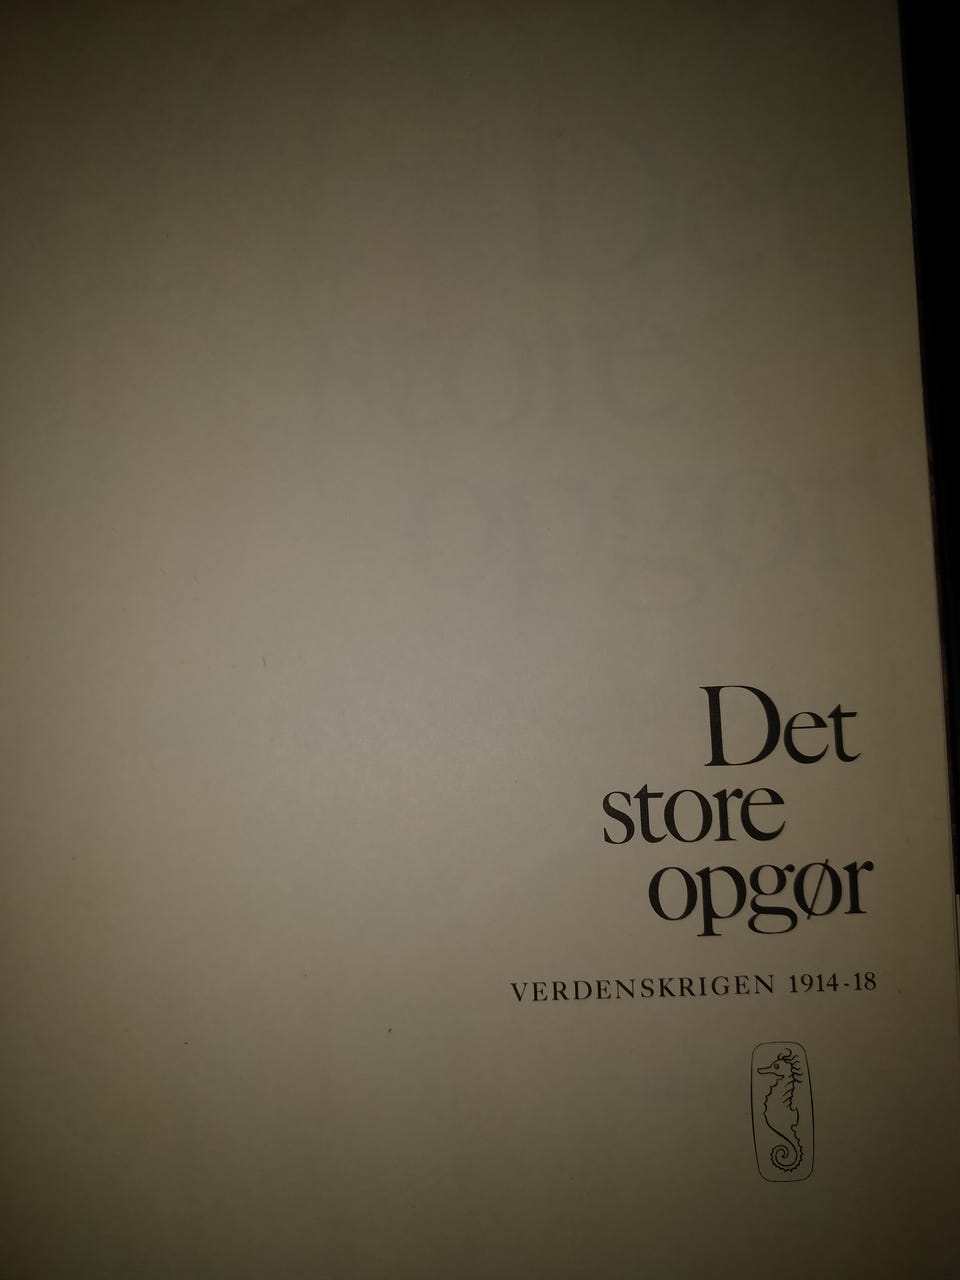 Det
store
opgør
VERDENSKRIGEN 1914-18